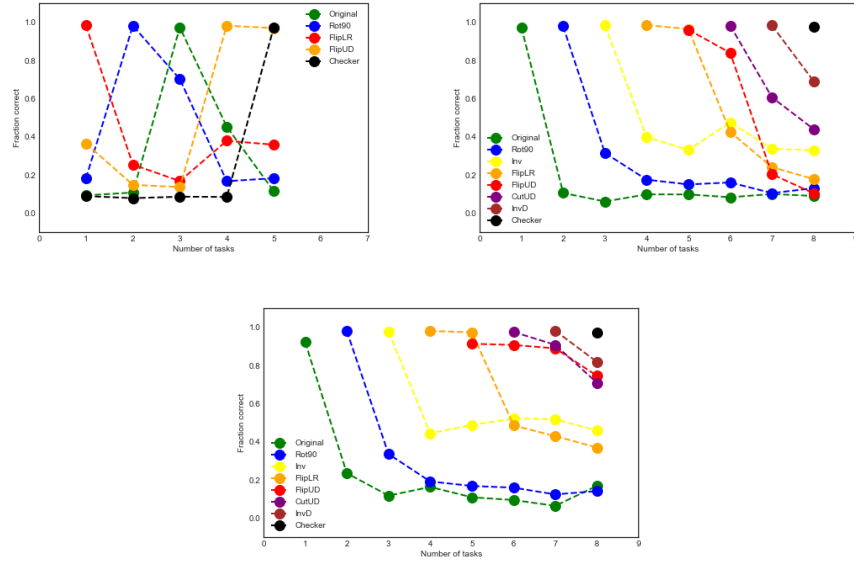 1.0
0.8
0.6
0.4
0.2
0.0
Fraction correct
0 1 2 3 4 5 6 7
Number of tasks
Original
Rot90
FlipLR
FlipUD
Checker
1.0
0.8
0.6
0.4
0.2
0.0
Fraction correct
Original
Rot90
Inv
FlipLR
FlipUD
CutUD
InvD
Checker
0 1 2 3 4 5 6 7 8
Number of tasks
1.0
0.8
0.6
0.4
0.2
0.0
Fraction correct
Original
Rot90
Inv
FlipLR
FlipUD
CutUD
InvD
Checker
0 1 2 3 4 5 6 7 8 9
Number of tasks